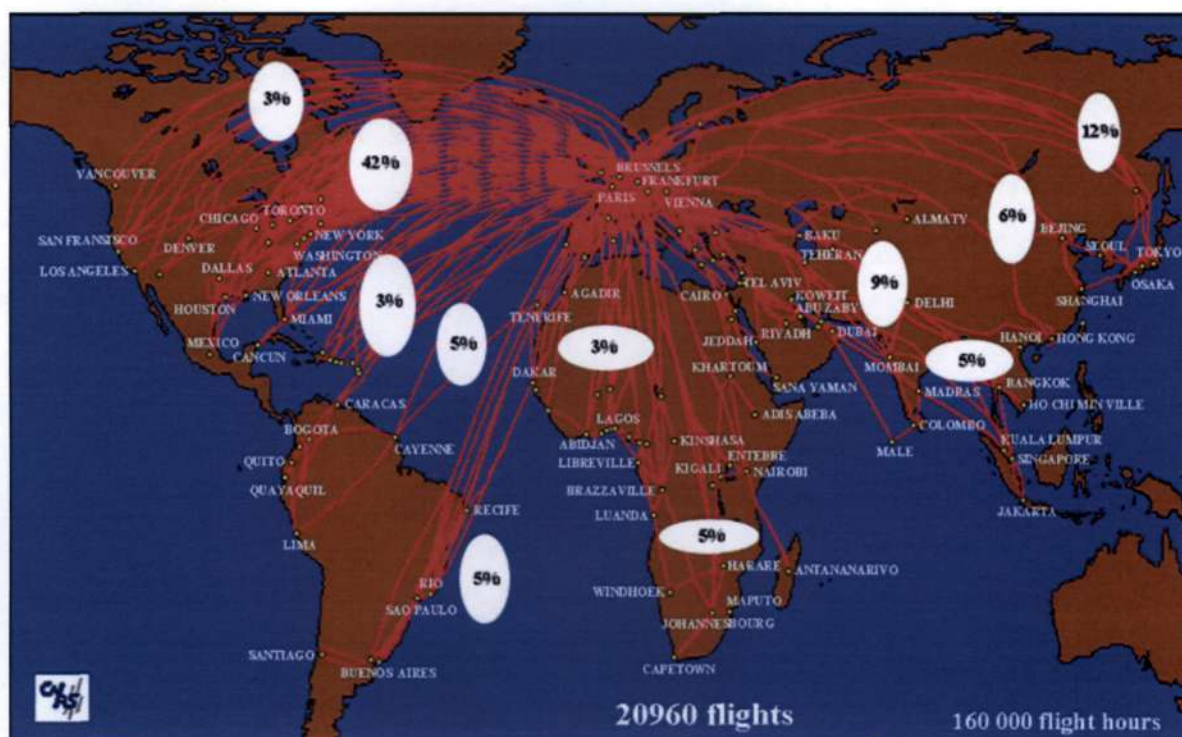 3%
12%
42%
BRUSSELS
FRANKFURT
PARIS
VIENNA
VANCOUVER
CHICAGO
TORONTO
6%
ALMATY
NEW YORK
BAKU
BEJING
SAN FRANSISCO
DENVER
WASHINGTON
TEHERAN
SEOUL
TOKYO
LOS ANGELES
DALLAS
ATLANTA
9%
TEL AVIV
OSAKA
HOUSTON
NEW ORLEANS
3%
AGADIR
CAIRO
KOWEIT
DELHI
SHANGHAI
MIAMI
TENERIFE
ABU ZABY
RIYADH
DUBAI
MEXICO
CANCUN
5%
3%
JEDDAH
HANOI
HONG KONG
DAKAR
KHARTOUM
MOMBAI
5%
SANA YAMAN
BANGKOK
MADRAS
CARACAS
HO CHI MIN VILLE
BOGOTA
LAGOS
ADIS ABEBA
COLOMBO
CAYENNE
ABIDJAN
KINSHASA
MALE
KUALA LUMPUR
QUITO
LIBREVILLE
ENTEBBE
KIGALI
NAIROBI
SINGAPORE
QUAYAQUIL
BRAZZAVILLE
RECIFE
LUANDA
JAKARTA
LIMA
5%
HARARE
ANTANANARIVO
5%
RIO
WINDHOEK
SAO PAULO
MAPUTO
JOHANNES BOURG
SANTIAGO
BUENOS AIRES
CAPETOWN
CNRS
20960 flights
160 000 flight hours